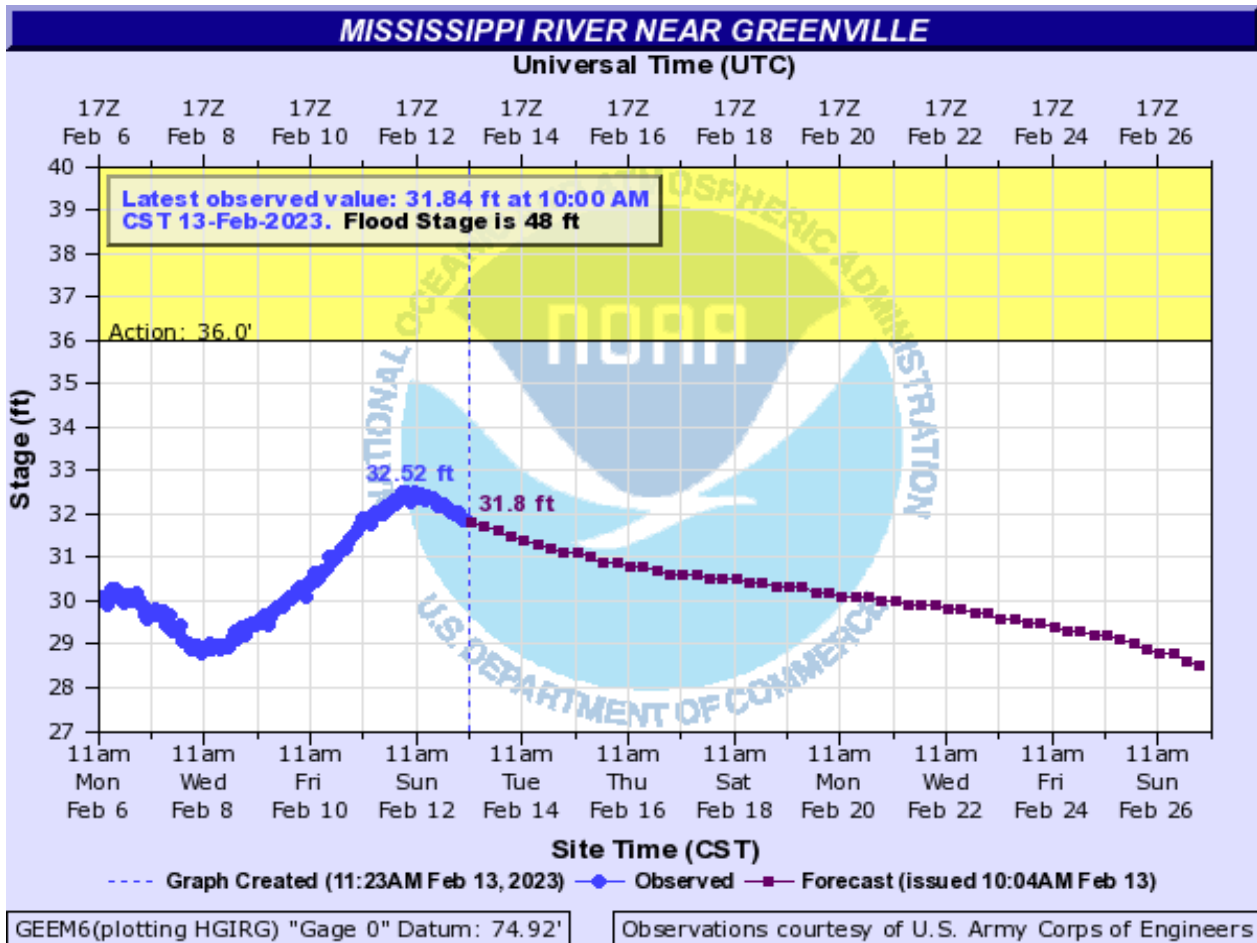 MISSISSIPPI RIVER NEAR GREENVILLE
Universal Time (UTC)
17Z 17Z 17Z 17Z 17Z 17Z 17Z 17Z 17Z 17Z 17Z
Feb 6 Feb 8 Feb 10 Feb 12 Feb 14 Feb 16 Feb 18 Feb 20 Feb 22 Feb 24 Feb 26
Latest observed value: 31.84 ft at 10:00 AM
CST 13-Feb-2023. Flood Stage is 48 ft
Action: 36.0'
40
39
38
37
36
35
34
33
32
31
30
29
28
27
Stage (ft)
32.52 ft
31.8 ft
NATIONAL OCEANIC AND ATMOSPHERIC ADMINISTRATION
NOAA
U.S. DEPARTMENT OF COMMERCE
11am 11am 11am 11am 11am 11am 11am 11am 11am 11am 11am
Mon Wed Fri Sun Tue Thu Sat Mon Wed Fri Sun
Feb 6 Feb 8 Feb 10 Feb 12 Feb 14 Feb 16 Feb 18 Feb 20 Feb 22 Feb 24 Feb 26
Site Time (CST)
Graph Created (11:23AM Feb 13, 2023) Observed Forecast (issued 10:04AM Feb 13)
GEEM6(plotting HGIRG) "Gage 0" Datum: 74.92' Observations courtesy of U.S. Army Corps of Engineers